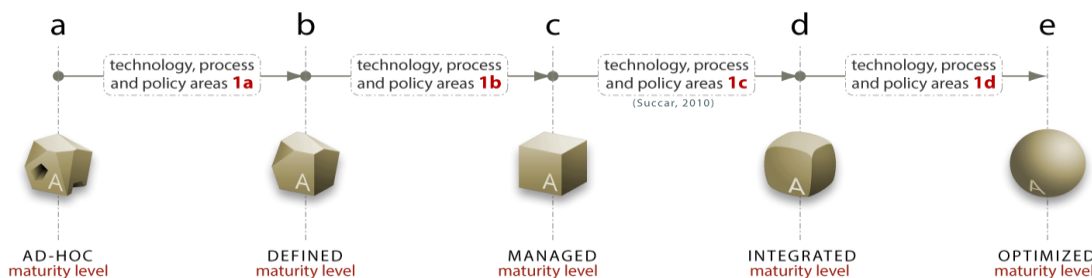 a b c d e
technology, process
and policy areas 1a
technology, process
and policy areas 1b
technology, process
and policy areas 1c
(Succar, 2010)
technology, process
and policy areas 1d
A A A A A
AD-HOC
maturity level
DEFINED
maturity level
MANAGED
maturity level
INTEGRATED
maturity level
OPTIMIZED
maturity level